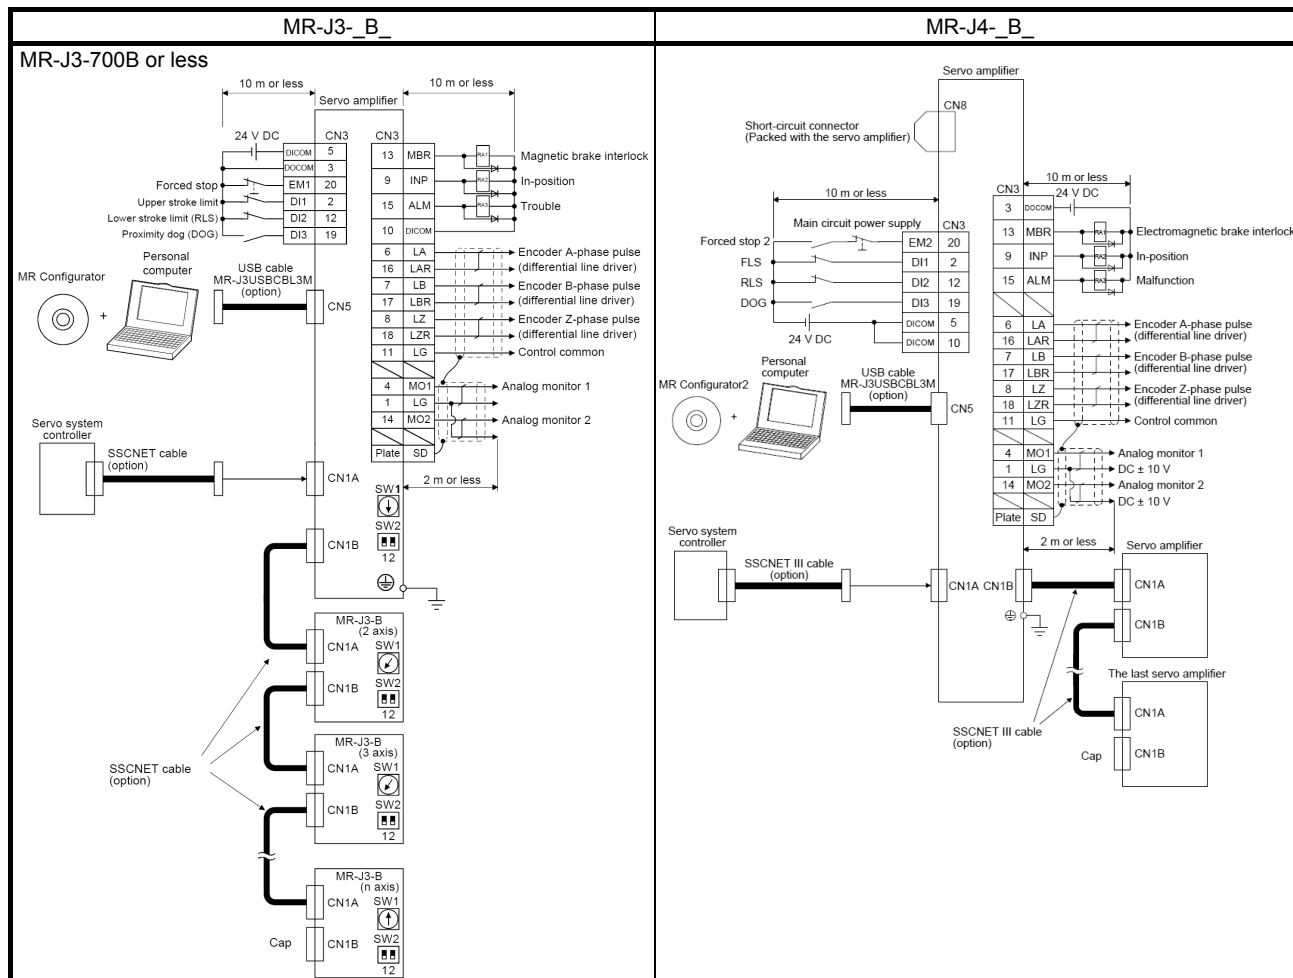 MR-J3-_B_
MR-J3-700B or less
10 m or less
10 m or less
Servo amplifier
24 V DC
CN3
CN3
DICOM 5
DOCOM 3
Forced stop EM1 20
Upper stroke limit DI1 2
Lower stroke limit (RLS) DI2 12
Proximity dog (DOG) DI3 19
13 MBR RA1 Magnetic brake interlock
9 INP RA2 In-position
15 ALM RA3 Trouble
10 DICOM
6 LA Encoder A-phase pulse
16 LAR (differential line driver)
7 LB Encoder B-phase pulse
17 LBR (differential line driver)
8 LZ Encoder Z-phase pulse
18 LZR (differential line driver)
11 LG Control common
4 MO1 Analog monitor 1
1 LG
14 MO2 Analog monitor 2
Plate SD
2 m or less
MR Configurator
+
Personal
computer
USB cable
MR-J3USBCBL3M
(option)
CN5
Servo system
controller
SSCNET cable
(option)
CN1A
SW1
SW2
12
CN1B
MR-J3-B
(2 axis)
CN1A SW1
CN1B SW2
12
MR-J3-B
(3 axis)
CN1A SW1
CN1B SW2
12
SSCNET cable
(option)
MR-J3-B
(n axis)
CN1A SW1
Cap CN1B SW2
12
MR-J4-_B_
Servo amplifier
CN8
Short-circuit connector
(Packed with the servo amplifier)
10 m or less
10 m or less
Main circuit power supply
CN3
Forced stop 2 EM2 20
FLS DI1 2
RLS DI2 12
DOG DI3 19
DICOM 5
24 V DC DICOM 10
CN3
24 V DC
3 DOCOM
13 MBR RA1 Electromagnetic brake interlock
9 INP RA2 In-position
15 ALM RA3 Malfunction
6 LA Encoder A-phase pulse
16 LAR (differential line driver)
7 LB Encoder B-phase pulse
17 LBR (differential line driver)
8 LZ Encoder Z-phase pulse
18 LZR (differential line driver)
11 LG Control common
4 MO1 Analog monitor 1
1 LG DC ± 10 V
14 MO2 Analog monitor 2
DC ± 10 V
Plate SD
2 m or less
MR Configurator2
+
Personal
computer
USB cable
MR-J3USBCBL3M
(option)
CN5
Servo system
controller
SSCNET III cable
(option)
CN1A CN1B
Servo amplifier
CN1A
CN1B
The last servo amplifier
CN1A
Cap CN1B
SSCNET III cable
(option)